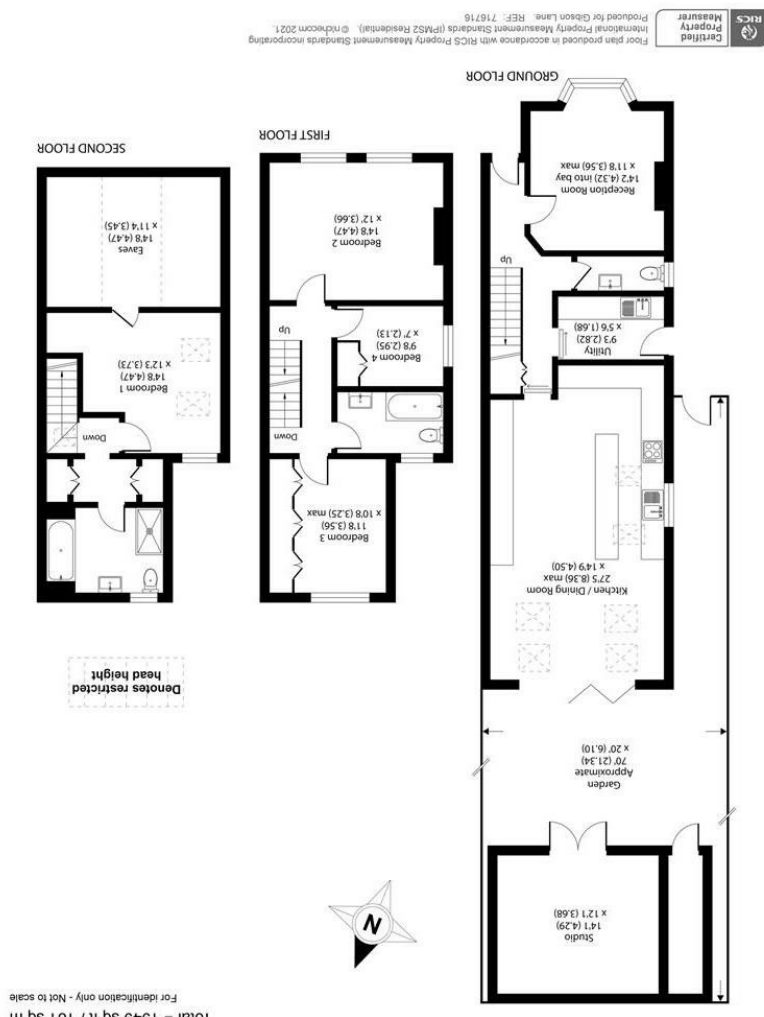 Total = sq ft / 181 sq m
For identification only - Not to scale
N
Studio
14'1 (4.29)
x 12'1 (3.68)
Garden
Approximate
70' (21.34)
x 20' (6.10)
Denotes restricted
head height
Kitchen / Dining Room
27'5 (8.36) max
x 14'9 (4.50)
Utility
9'3 (2.82)
x 5'6 (1.68)
Up
Reception Room
14'2 (4.32) into bay
x 11'8 (3.56) max
GROUND FLOOR
Bedroom 3
11'8 (3.56)
x 10'8 (3.25) max
Down
Bedroom 4
9'8 (2.95)
x 7' (2.13)
Up
Bedroom 2
14'8 (4.47)
x 12' (3.66)
FIRST FLOOR
Down
Bedroom 1
14'8 (4.47)
x 12'3 (3.73)
Eaves
14'8 (4.47)
x 11'4 (3.45)
SECOND FLOOR
RICS
Certified
Property
Measurer
Floor plan produced in accordance with RICS Property Measurement Standards incorporating
International Property Measurement Standards (IPMS2 Residential). © nichecom 2021.
Produced for Gibson Lane. REF: 716716